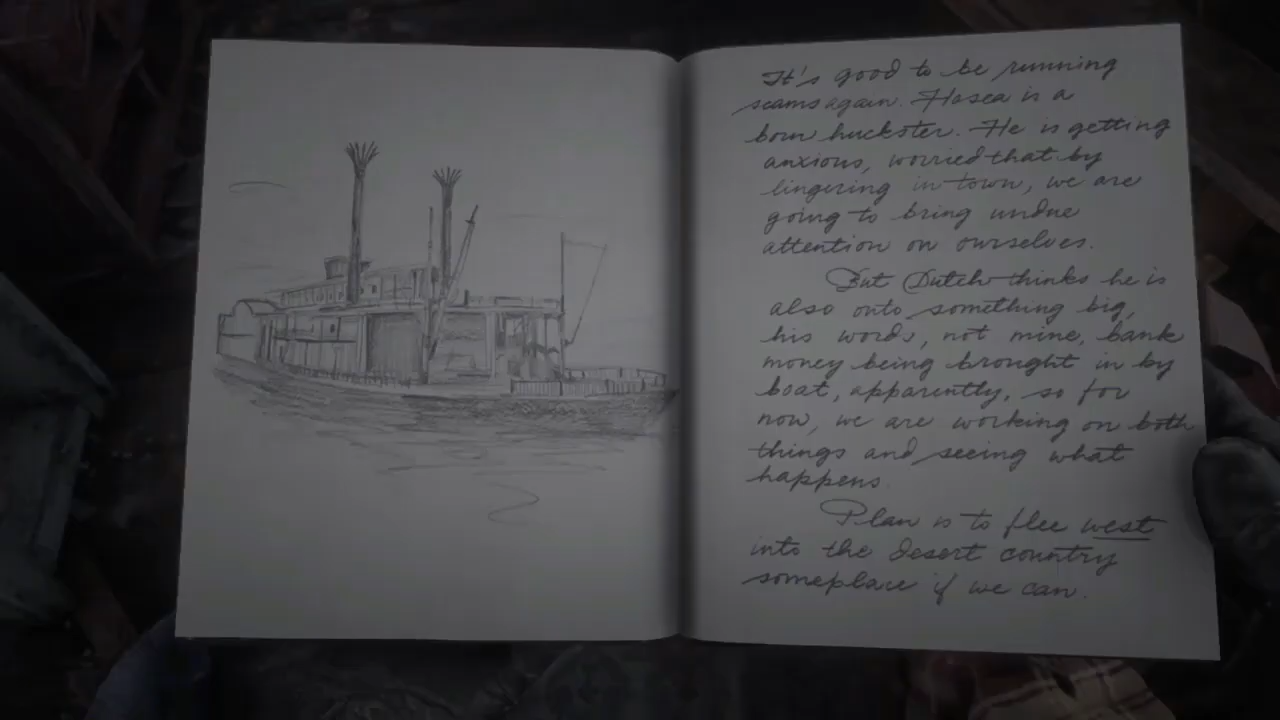 It's good to be running
scams again. Hosea is a
born huckster. He is getting
anxious, worried that by
lingering in town, we are
going to bring undue
attention on ourselves.
But Dutch thinks he is
also onto something big,
his words, not mine, bank
money being brought in by
boat, apparently, so for
now, we are working on both
things and seeing what
happens.
Plan is to flee west
into the desert country
someplace if we can.